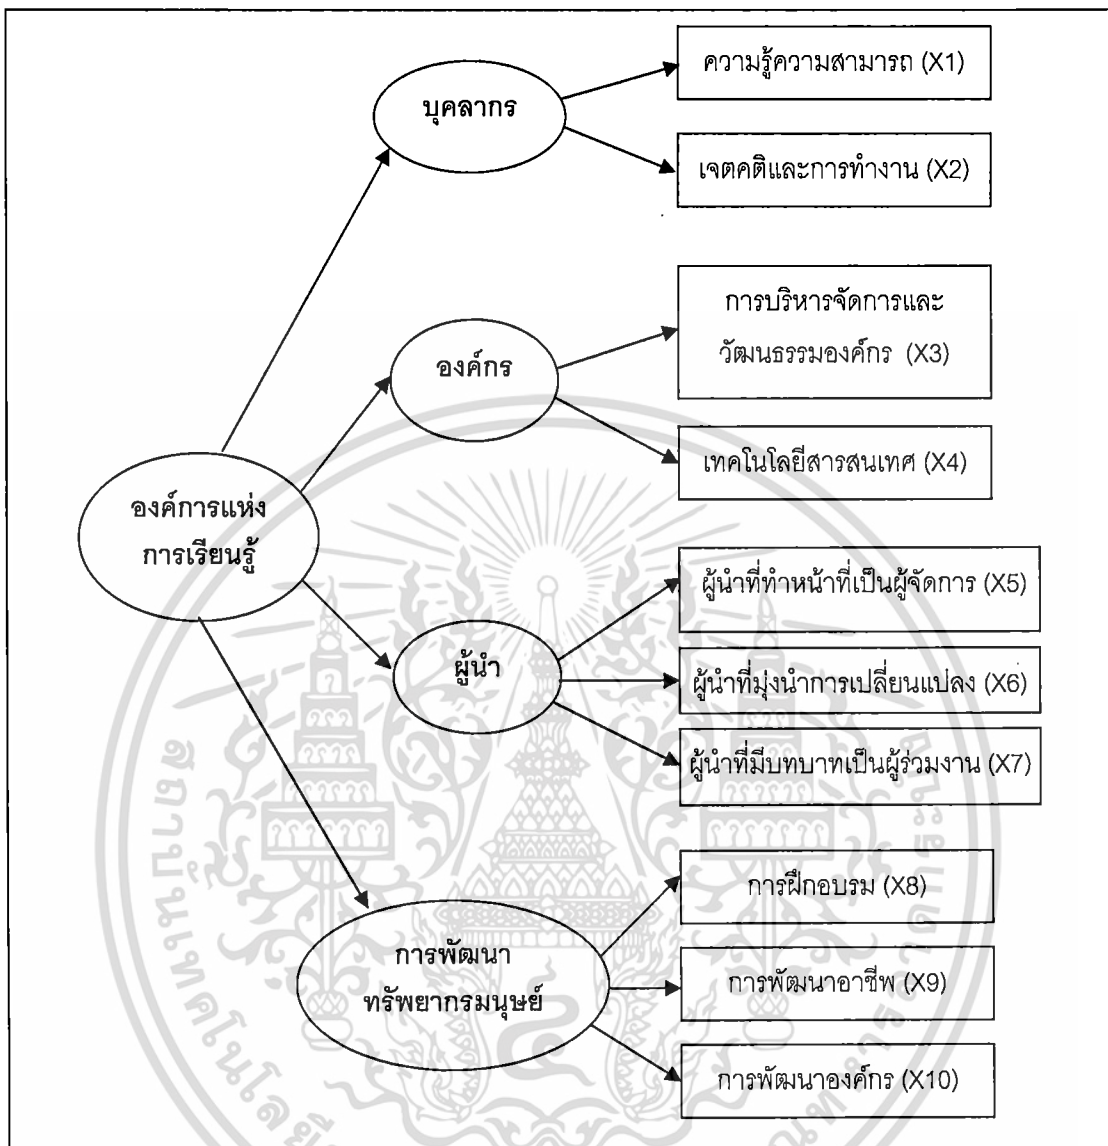 ความรู้ความสามารถ (X1)
บุคลากร
เจตคติและการทำงาน (X2)
การบริหารจัดการและ
วัฒนธรรมองค์กร (X3)
องค์กร
เทคโนโลยีสารสนเทศ (X4)
องค์การแห่ง
การเรียนรู้
ผู้นำที่ทำหน้าที่เป็นผู้จัดการ (X5)
ผู้นำ
ผู้นำที่มุ่งนำการเปลี่ยนแปลง (X6)
ผู้นำที่มีบทบาทเป็นผู้ร่วมงาน (X7)
การฝึกอบรม (X8)
การพัฒนา
ทรัพยากรมนุษย์
การพัฒนาอาชีพ (X9)
การพัฒนาองค์กร (X10)